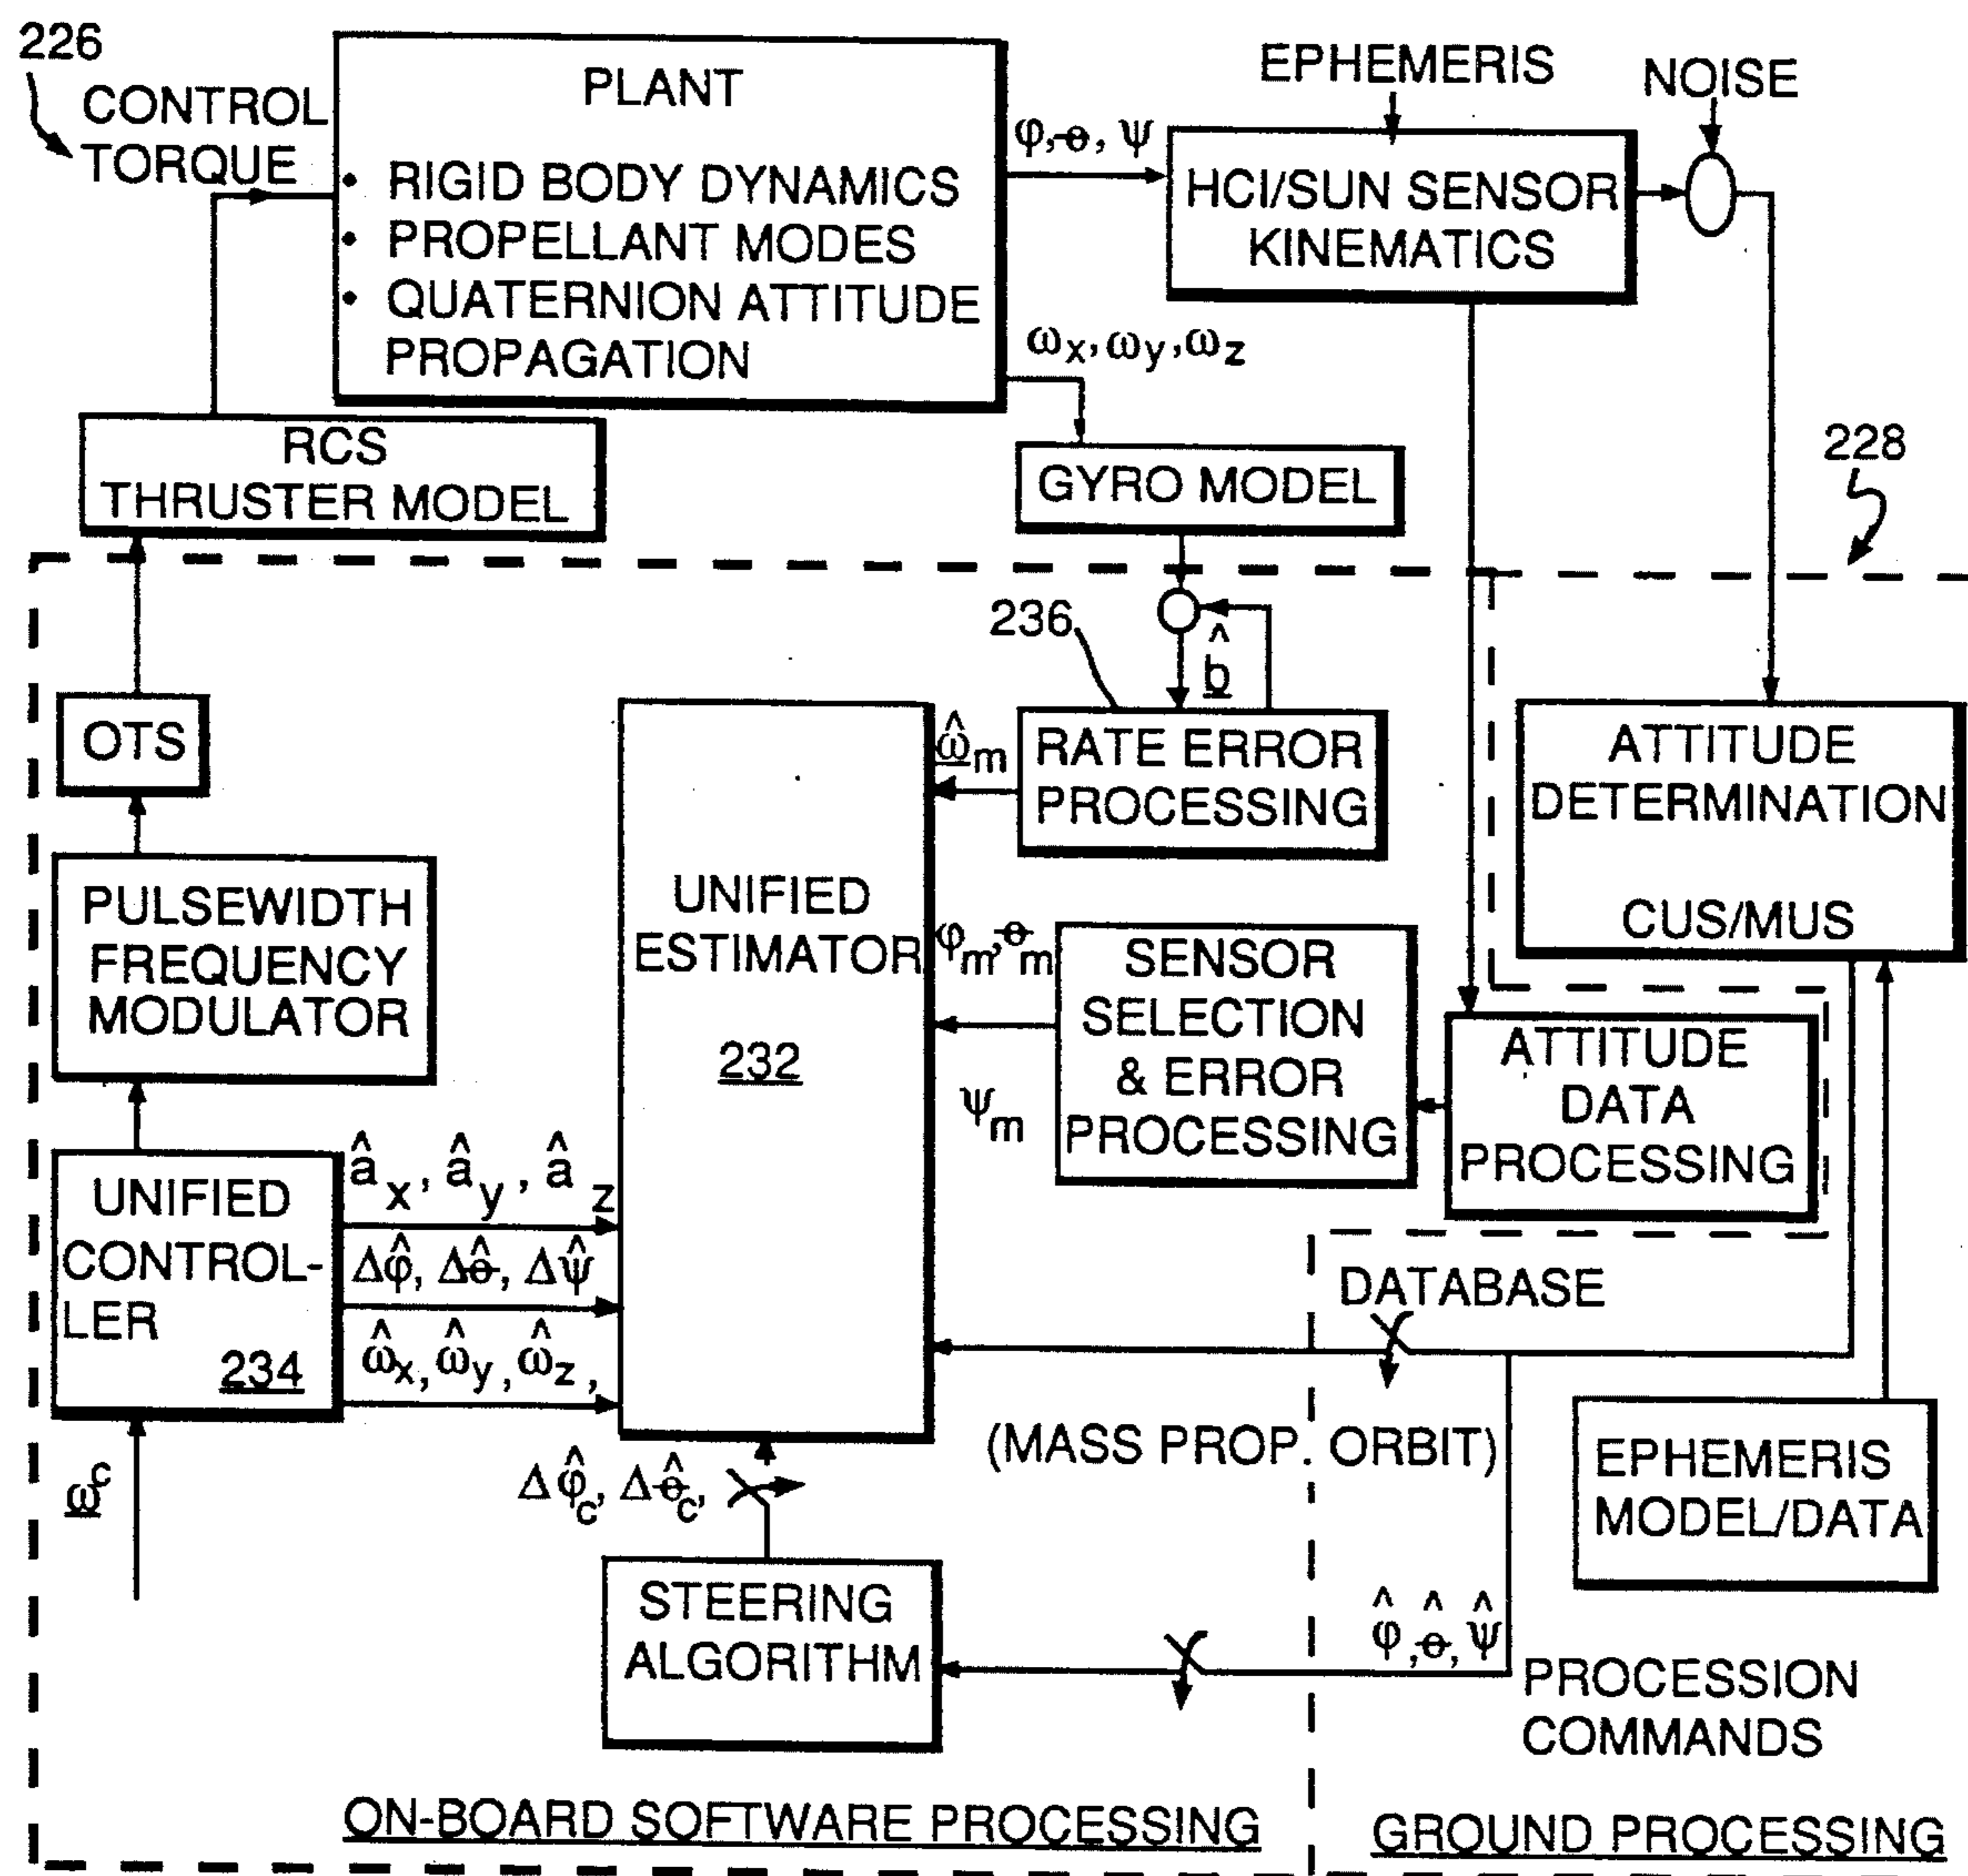 226
CONTROL
TORQUE
PLANT
• RIGID BODY DYNAMICS
• PROPELLANT MODES
• QUATERNION ATTITUDE
PROPAGATION
φ,ɵ, ψ
EPHEMERIS
NOISE
HCI/SUN SENSOR
KINEMATICS
ωx, ωy, ωz
RCS
THRUSTER MODEL
GYRO MODEL
228
236
b̲̂
OTS
ω̲̂m
RATE ERROR
PROCESSING
ATTITUDE
DETERMINATION
CUS/MUS
PULSEWIDTH
FREQUENCY
MODULATOR
UNIFIED
ESTIMATOR
232
φm, ɵm
ψm
SENSOR
SELECTION
& ERROR
PROCESSING
ATTITUDE
DATA
PROCESSING
UNIFIED
CONTROL-
LER
234
âx, ây, âz
Δφ̂, Δɵ̂, Δψ̂
ω̂x, ω̂y, ω̂z,
DATABASE
(MASS PROP. ORBIT)
ω̲c
Δφ̂c, Δɵ̂c,
EPHEMERIS
MODEL/DATA
STEERING
ALGORITHM
φ̂, ɵ̂, ψ̂
PROCESSION
COMMANDS
ON-BOARD SOFTWARE PROCESSING
GROUND PROCESSING